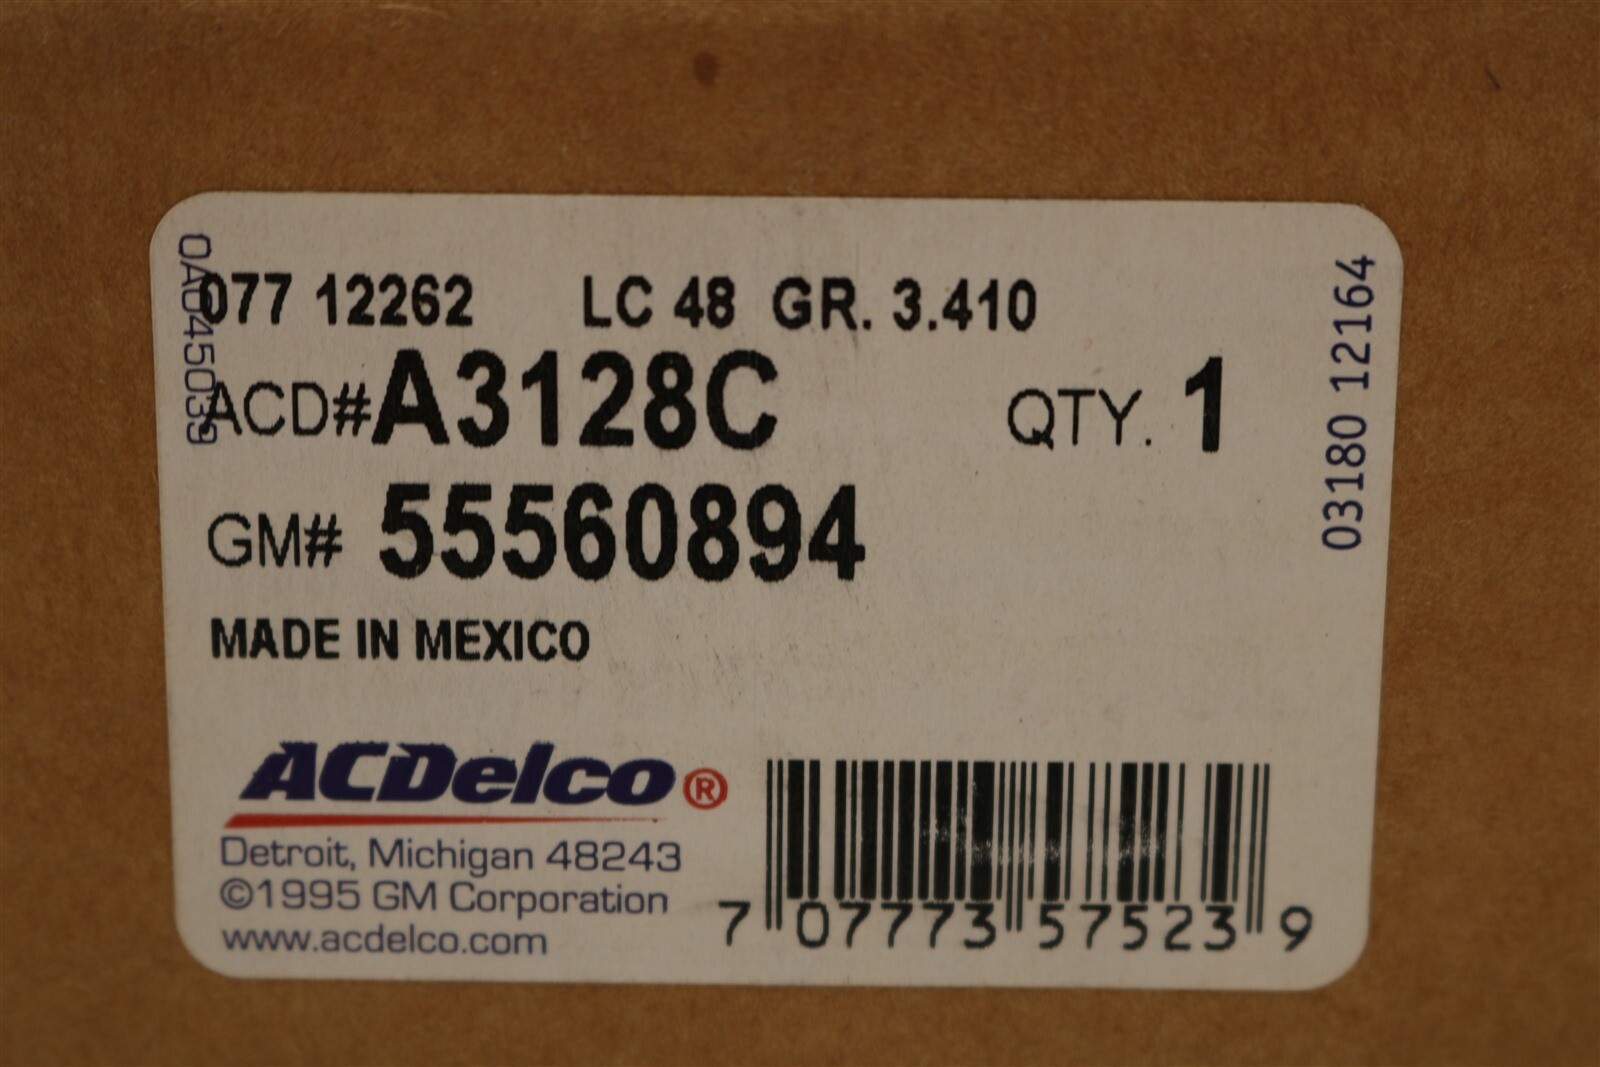 077 12262 LC 48 GR. 3.410
ACD# A3128C QTY. 1
GM# 55560894
MADE IN MEXICO
ACDelco®
Detroit, Michigan 48243
©1995 GM Corporation
www.acdelco.com
7 07773 57523 9
0A045039
03180 12164